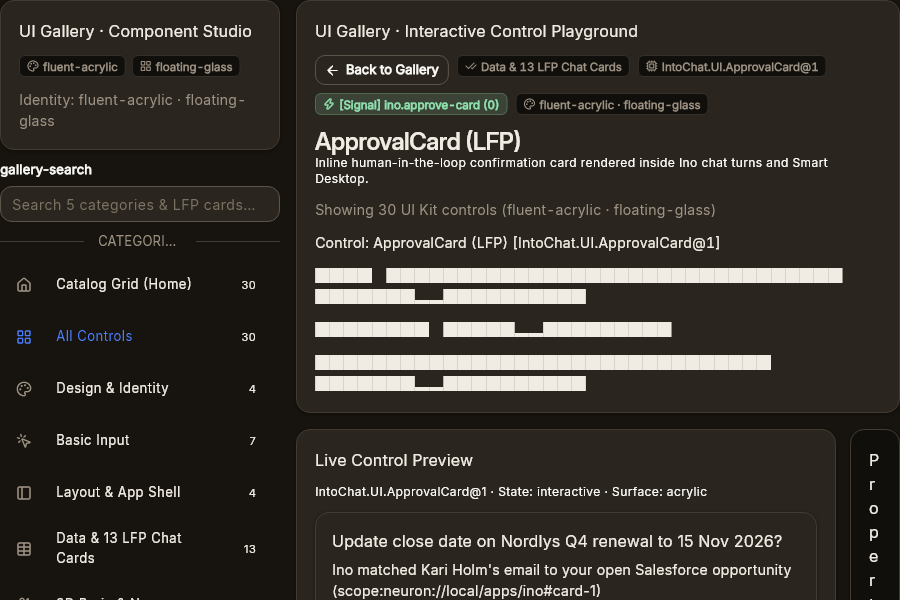 UI Gallery · Component Studio
fluent-acrylic
floating-glass
Identity: fluent-acrylic · floating-
glass
gallery-search
Search 5 categories & LFP cards...
CATEGORI...
Catalog Grid (Home) 30
All Controls 30
Design & Identity 4
Basic Input 7
Layout & App Shell 4
Data & 13 LFP Chat
Cards 13
UI Gallery · Interactive Control Playground
Back to Gallery
Data & 13 LFP Chat Cards
IntoChat.UI.ApprovalCard@1
[Signal] ino.approve-card (0)
fluent-acrylic · floating-glass
ApprovalCard (LFP)
Inline human-in-the-loop confirmation card rendered inside Ino chat turns and Smart
Desktop.
Showing 30 UI Kit controls (fluent-acrylic · floating-glass)
Control: ApprovalCard (LFP) [IntoChat.UI.ApprovalCard@1]
Live Control Preview
IntoChat.UI.ApprovalCard@1 · State: interactive · Surface: acrylic
Update close date on Nordlys Q4 renewal to 15 Nov 2026?
Ino matched Kari Holm's email to your open Salesforce opportunity
(scope:neuron://local/apps/ino#card-1)
P
r
o
p
e
r